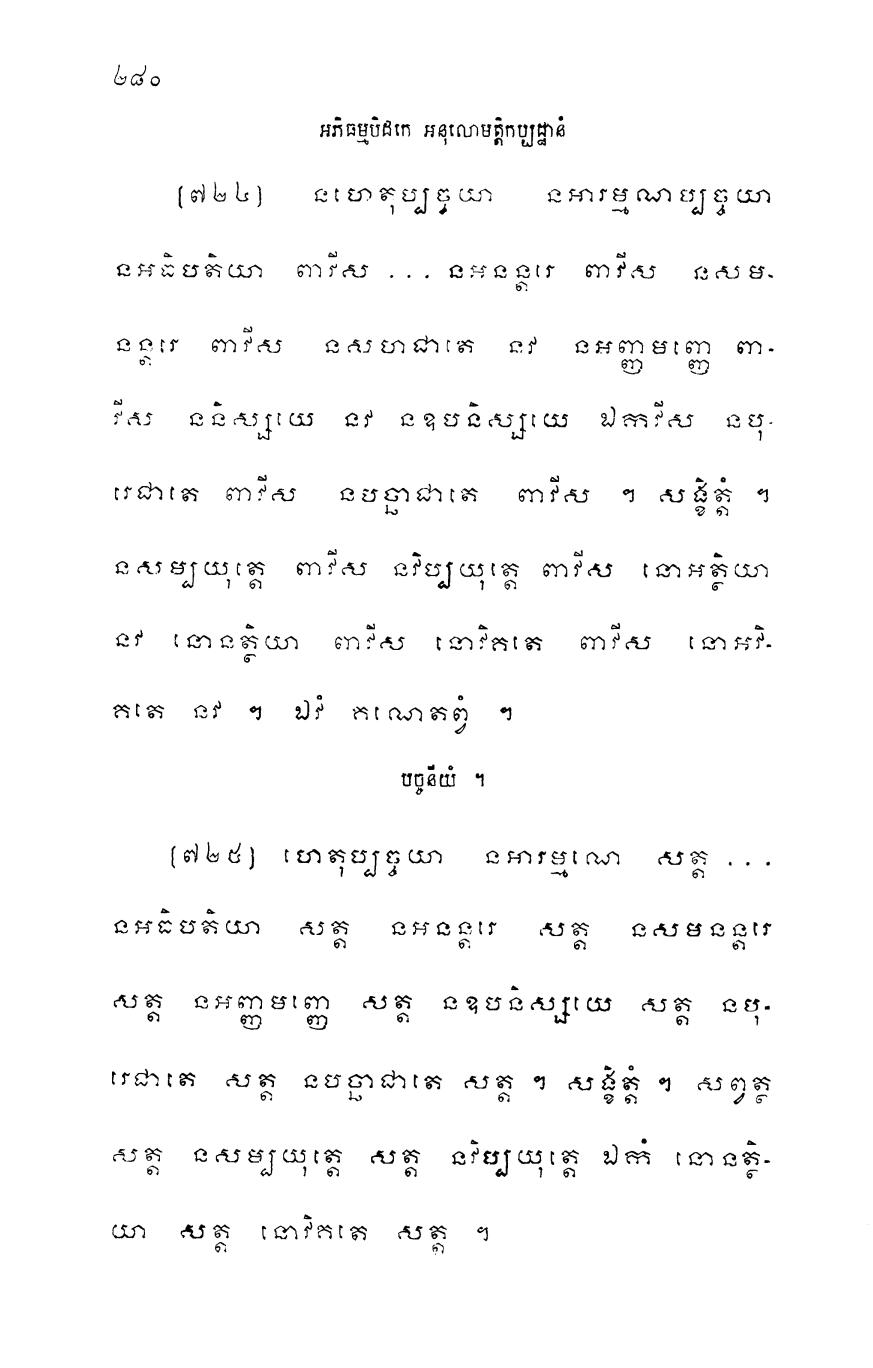 ២៨០
អភិធម្មបិដកេ អនុលោមត្តិកប្បដ្ឋានំ
(៧២៤) នហេតុប្បច្ចយា នអារម្មណប្បច្ចយា
នអធិបតិយា ពាវីស ... នអនន្តរេ ពាវីស នសម-
នន្តរេ ពាវីស នសហជាតេ នវ នអញ្ញមញ្ញេ ពា-
វីស ននិស្សយេ នវ នឧបនិស្សយេ ឯកវីស នបុ-
រេជាតេ ពាវីស នបច្ឆាជាតេ ពាវីស ។ សង្ខិត្តំ ។
នសម្បយុត្តេ ពាវីស នវិប្បយុត្តេ ពាវីស នោអត្ថិយា
នវ នោនត្ថិយា ពាវីស នោវិគតេ ពាវីស នោអវិ-
គតេ នវ ។ ឯវំ គណេតព្វំ ។
បច្ចនីយំ ។
(៧២៥) ហេតុប្បច្ចយា នអារម្មណេ សត្ត ...
នអធិបតិយា សត្ត នអនន្តរេ សត្ត នសមនន្តរេ
សត្ត នអញ្ញមញ្ញេ សត្ត នឧបនិស្សយេ សត្ត នបុ-
រេជាតេ សត្ត នបច្ឆាជាតេ សត្ត ។ សង្ខិត្តំ ។ សព្វត្ថ
សត្ត នសម្បយុត្តេ សត្ត នវិប្បយុត្តេ ឯកំ នោនត្ថិ-
យា សត្ត នោវិគតេ សត្ត ។